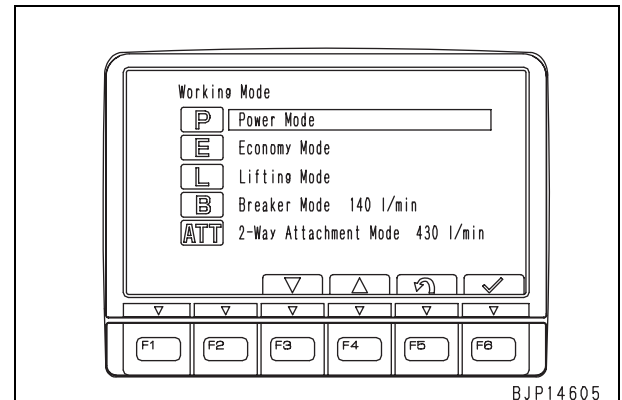 Working Mode
P Power Mode
E Economy Mode
L Lifting Mode
B Breaker Mode 140 l/min
ATT 2-Way Attachment Mode 430 l/min
F1 F2 F3 F4 F5 F6
BJP14605